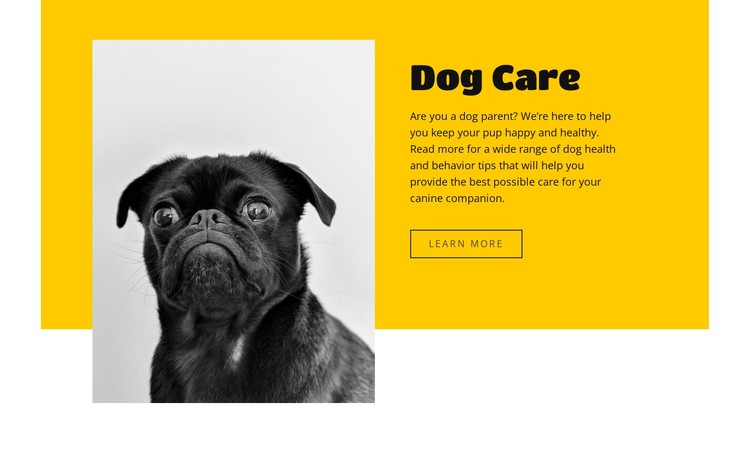 Dog Care
Are you a dog parent? We’re here to help
you keep your pup happy and healthy.
Read more for a wide range of dog health
and behavior tips that will help you
provide the best possible care for your
canine companion.
LEARN MORE